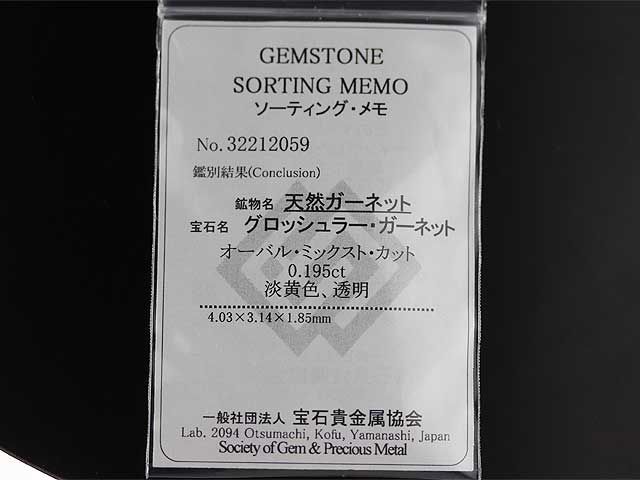 GEMSTONE
SORTING MEMO
ソーティング・メモ
No. 32212059
鑑別結果(Conclusion)
鉱物名 天然ガーネット
宝石名 グロッシュラー・ガーネット
オーバル・ミックスト・カット
0.195ct
淡黄色、透明
4.03×3.14×1.85mm
一般社団法人 宝石貴金属協会
Lab. 2094 Otsumachi, Kofu, Yamanashi, Japan
Society of Gem & Precious Metal